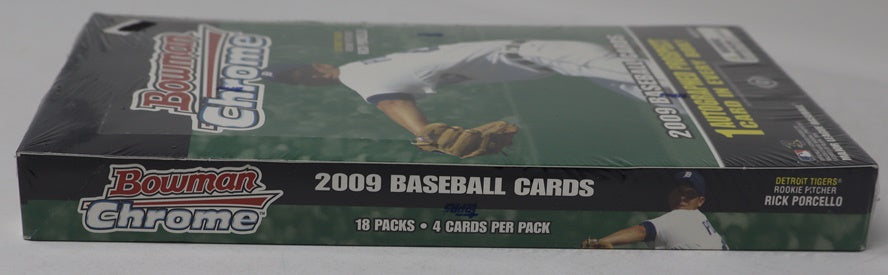 Bowman
Chrome
2009 BASEBALL CARDS
1 AUTOGRAPHED PROSPECT
CARD IN EVERY BOX!
Bowman
Chrome
2009 BASEBALL CARDS
18 PACKS • 4 CARDS PER PACK
DETROIT TIGERS®
ROOKIE PITCHER
RICK PORCELLO